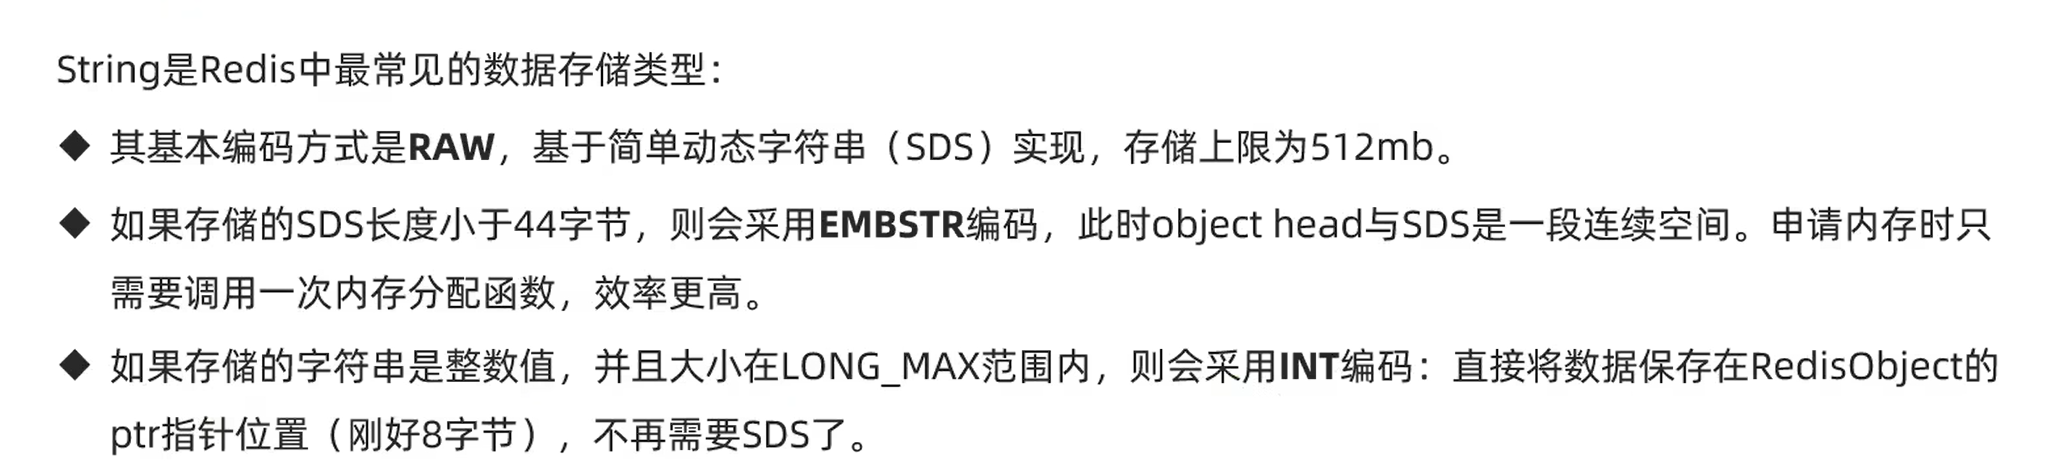 String是Redis中最常见的数据存储类型：
◆ 其基本编码方式是RAW，基于简单动态字符串（SDS）实现，存储上限为512mb。
◆ 如果存储的SDS长度小于44字节，则会采用EMBSTR编码，此时object head与SDS是一段连续空间。申请内存时只
需要调用一次内存分配函数，效率更高。
◆ 如果存储的字符串是整数值，并且大小在LONG_MAX范围内，则会采用INT编码：直接将数据保存在RedisObject的
ptr指针位置（刚好8字节），不再需要SDS了。